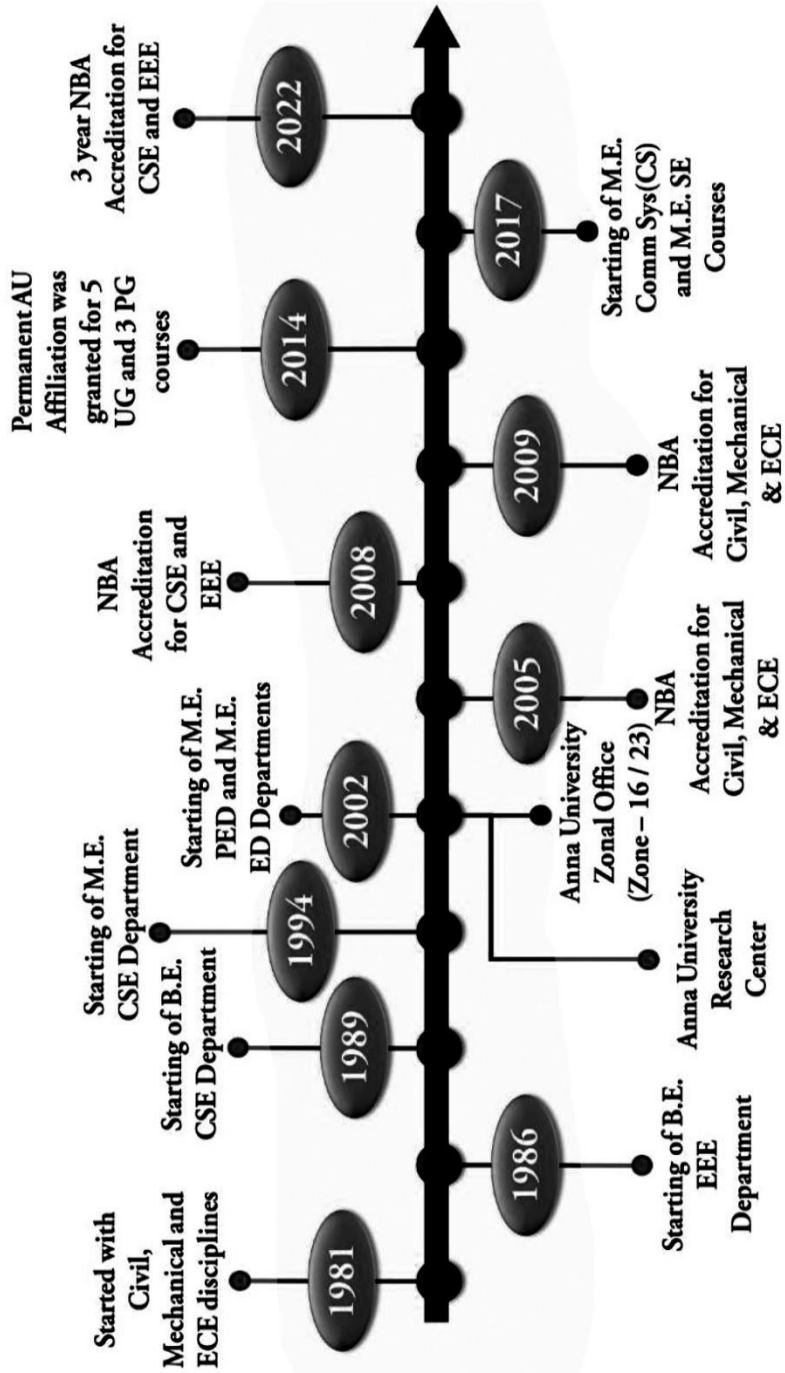 Started with
Civil,
Mechanical and
ECE disciplines
1981
1986
Starting of B.E.
EEE
Department
Starting of B.E.
CSE Department
1989
Starting of M.E.
CSE Department
1994
Starting of M.E.
PED and M.E.
ED Departments
2002
Anna University
Zonal Office
(Zone – 16 / 23)
Anna University
Research
Center
2005
NBA
Accreditation for
Civil, Mechanical
& ECE
NBA
Accreditation
for CSE and
EEE
2008
2009
NBA
Accreditation for
Civil, Mechanical
& ECE
Permanent AU
Affiliation was
granted for 5
UG and 3 PG
courses
2014
2017
Starting of M.E.
Comm Sys(CS)
and M.E. SE
Courses
3 year NBA
Accreditation for
CSE and EEE
2022